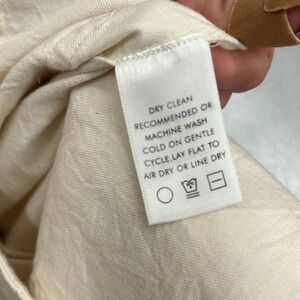 DRY CLEAN
RECOMMENDED OR
MACHINE WASH
COLD ON GENTLE
CYCLE.LAY FLAT TO
AIR DRY OR LINE DRY